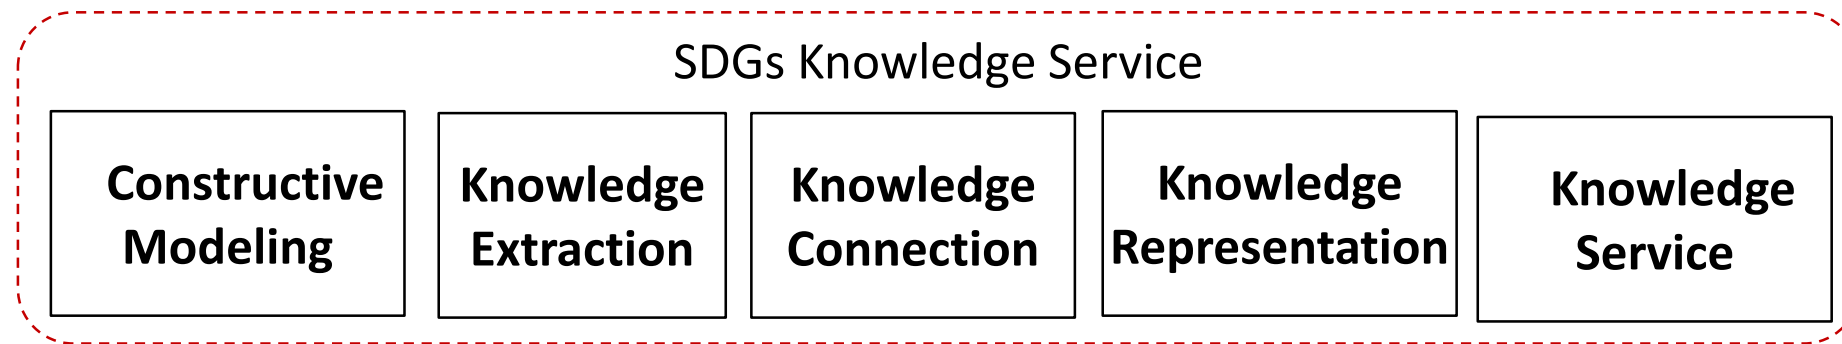 SDGs Knowledge Service
Constructive
Modeling
Knowledge
Extraction
Knowledge
Connection
Knowledge
Representation
Knowledge
Service